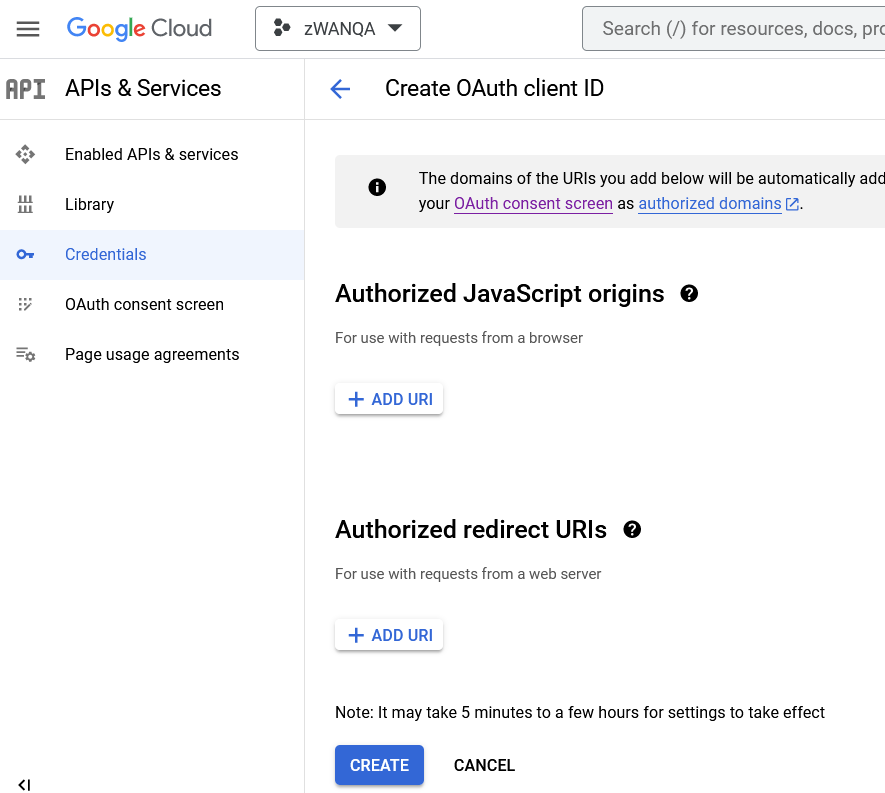 Google Cloud
zWANQA
Search (/) for resources, docs, pro
API
APIs & Services
Create OAuth client ID
Enabled APIs & services
Library
Credentials
OAuth consent screen
Page usage agreements
The domains of the URIs you add below will be automatically add
your OAuth consent screen as authorized domains.
Authorized JavaScript origins
For use with requests from a browser
ADD URI
Authorized redirect URIs
For use with requests from a web server
ADD URI
Note: It may take 5 minutes to a few hours for settings to take effect
CREATE
CANCEL